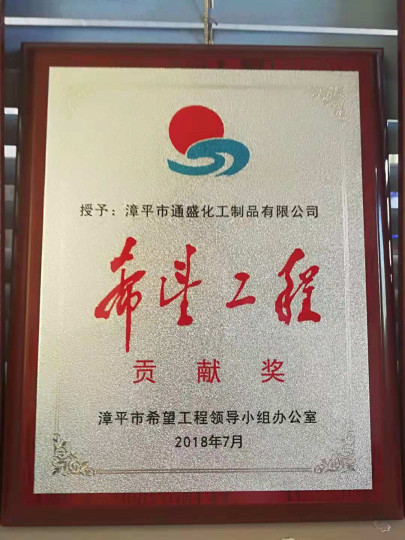 授予：漳平市通盛化工制品有限公司
希望工程
贡献奖
漳平市希望工程领导小组办公室
2018年7月